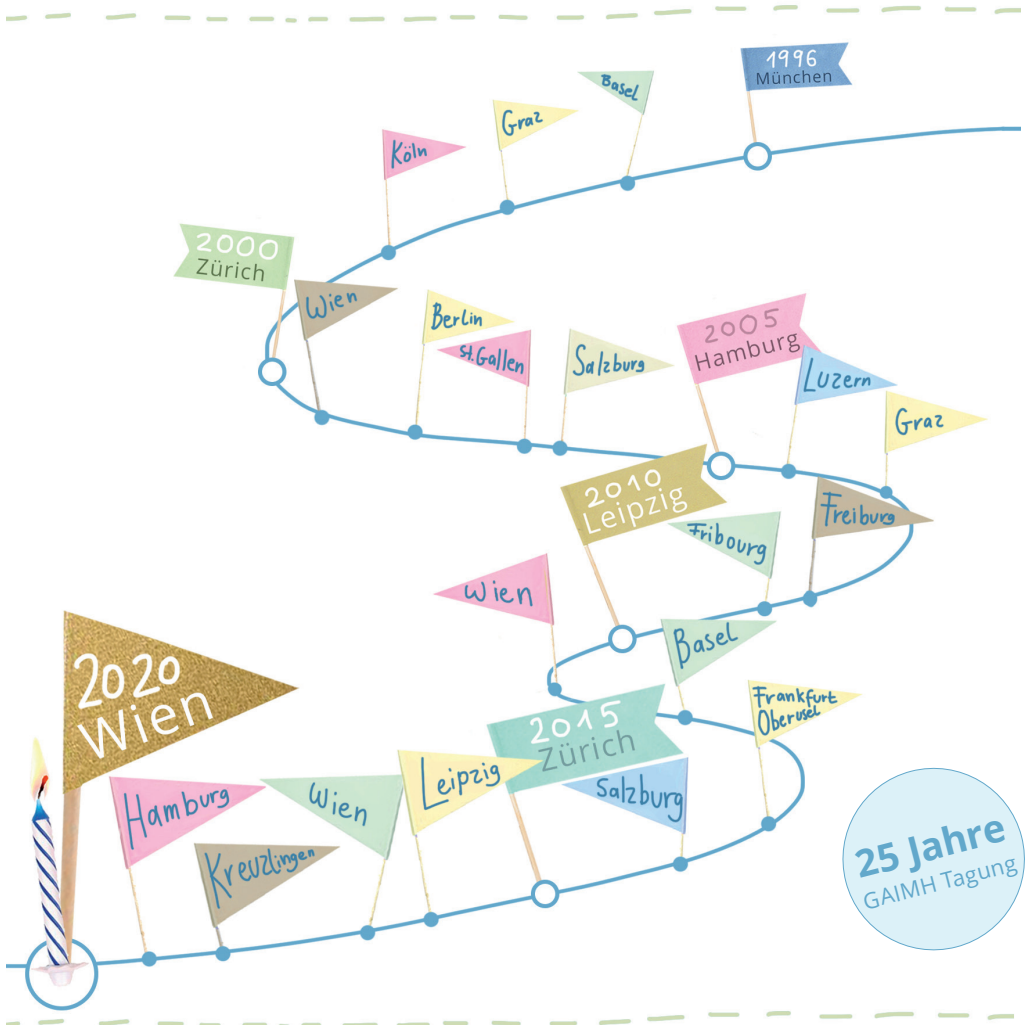 1996
München
Basel
Graz
Köln
2000
Zürich
Wien
Berlin
St.Gallen
Salzburg
2005
Hamburg
Luzern
Graz
Freiburg
Fribourg
2010
Leipzig
Wien
Basel
Frankfurt
Oberusel
Salzburg
2015
Zürich
Leipzig
Wien
Kreuzlingen
Hamburg
2020
Wien
25 Jahre
GAIMH Tagung